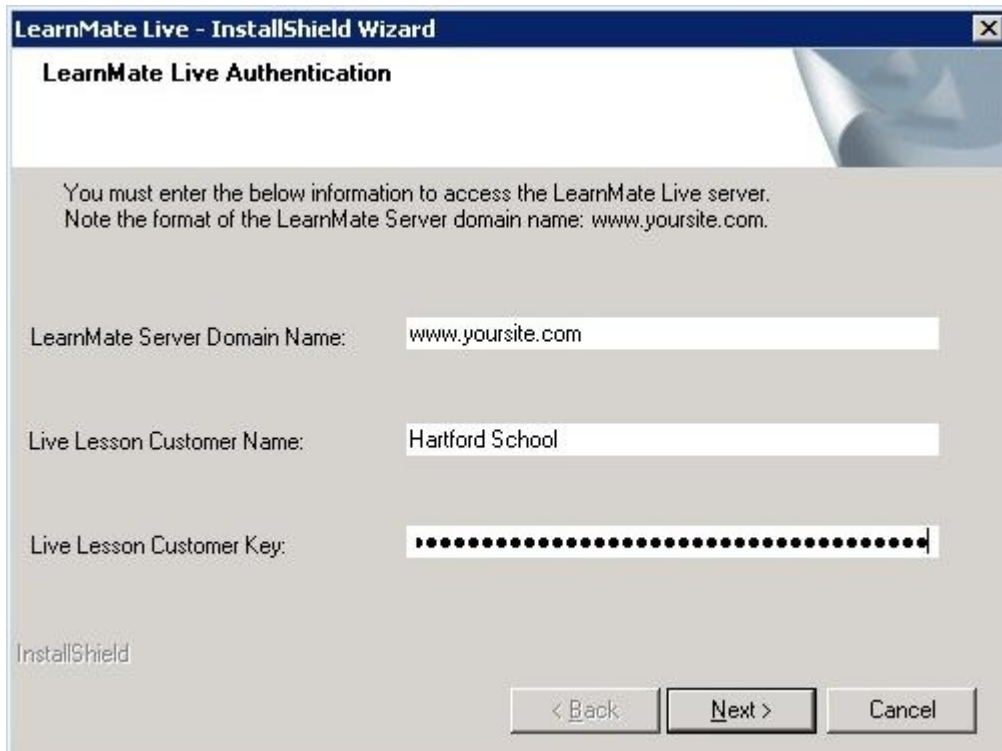 LearnMate Live - InstallShield Wizard
LearnMate Live Authentication
You must enter the below information to access the LearnMate Live server.
Note the format of the LearnMate Server domain name: www.yoursite.com.
LearnMate Server Domain Name:
www.yoursite.com
Live Lesson Customer Name:
Hartford School
Live Lesson Customer Key:
InstallShield
< Back
Next >
Cancel